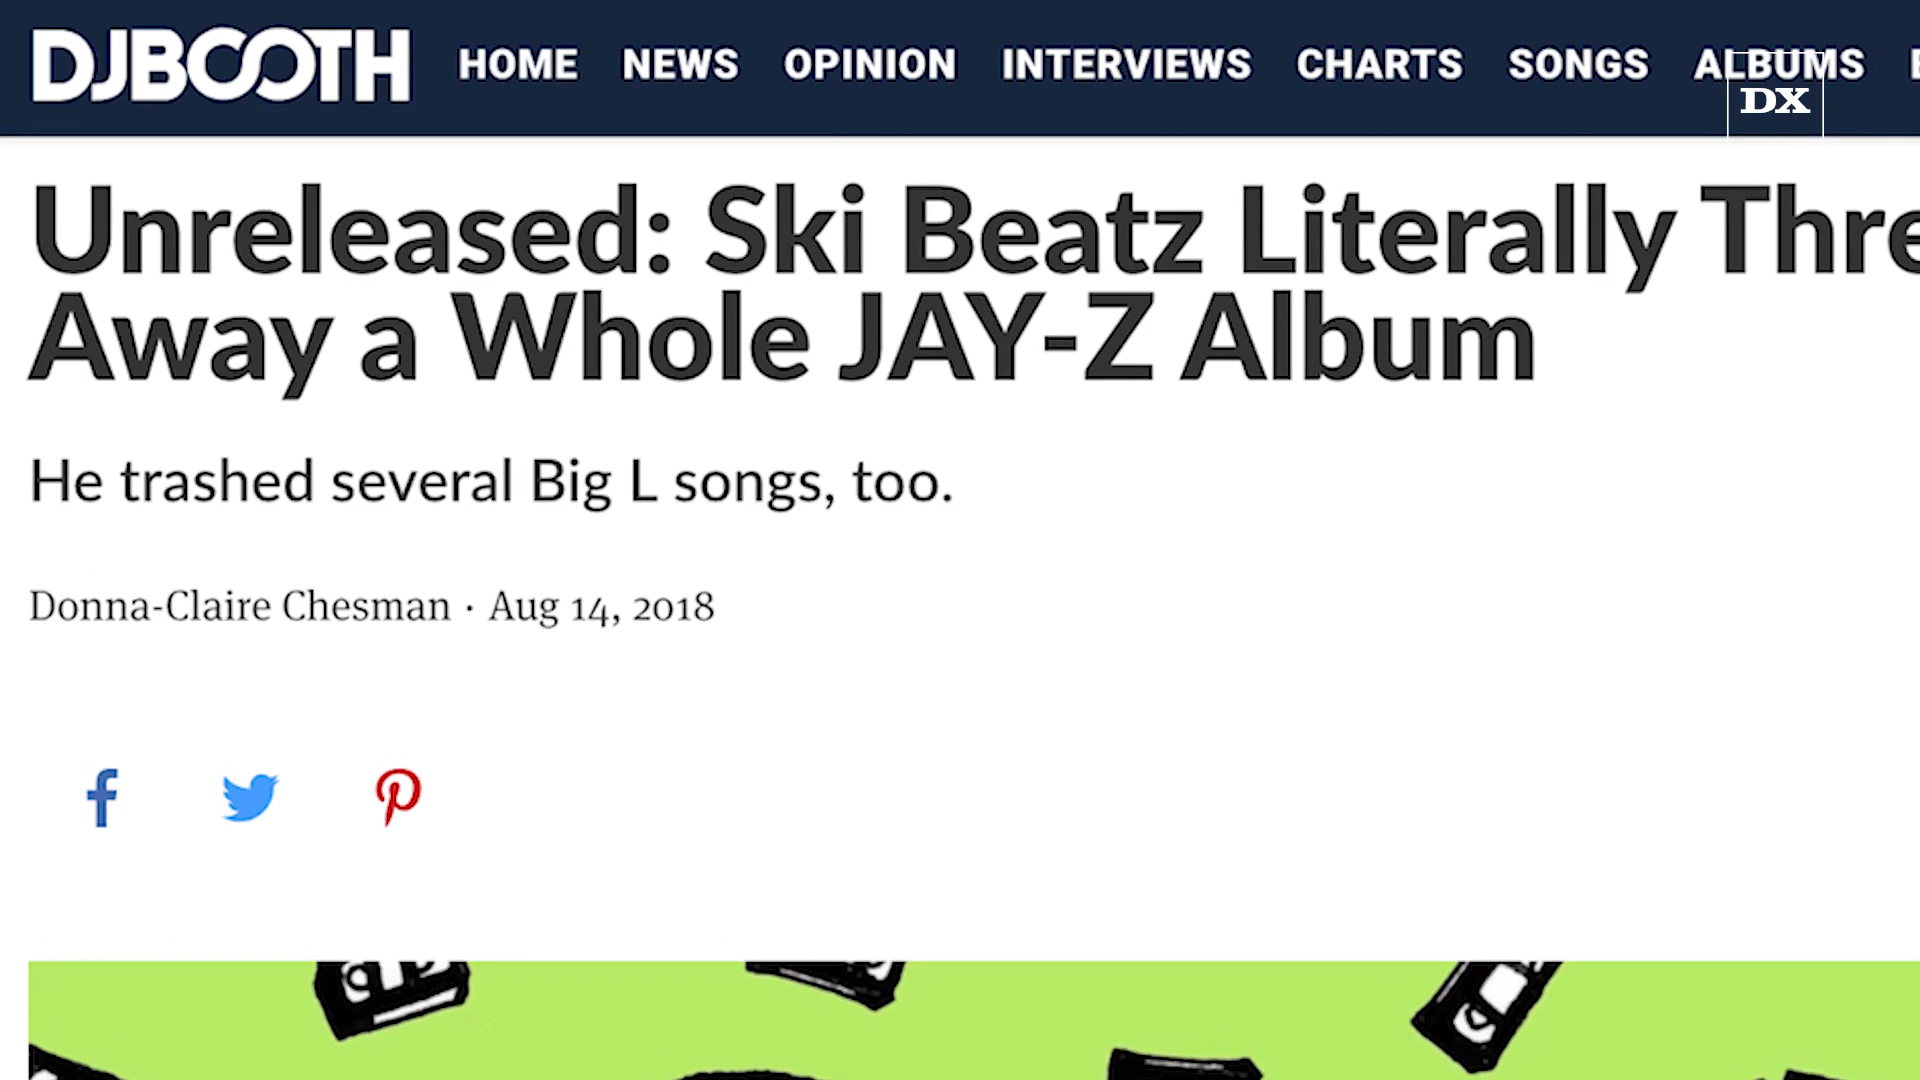 DJBOOTH HOME NEWS OPINION INTERVIEWS CHARTS SONGS ALBUMS
DX
Unreleased: Ski Beatz Literally Thre
Away a Whole JAY-Z Album
He trashed several Big L songs, too.
Donna-Claire Chesman · Aug 14, 2018